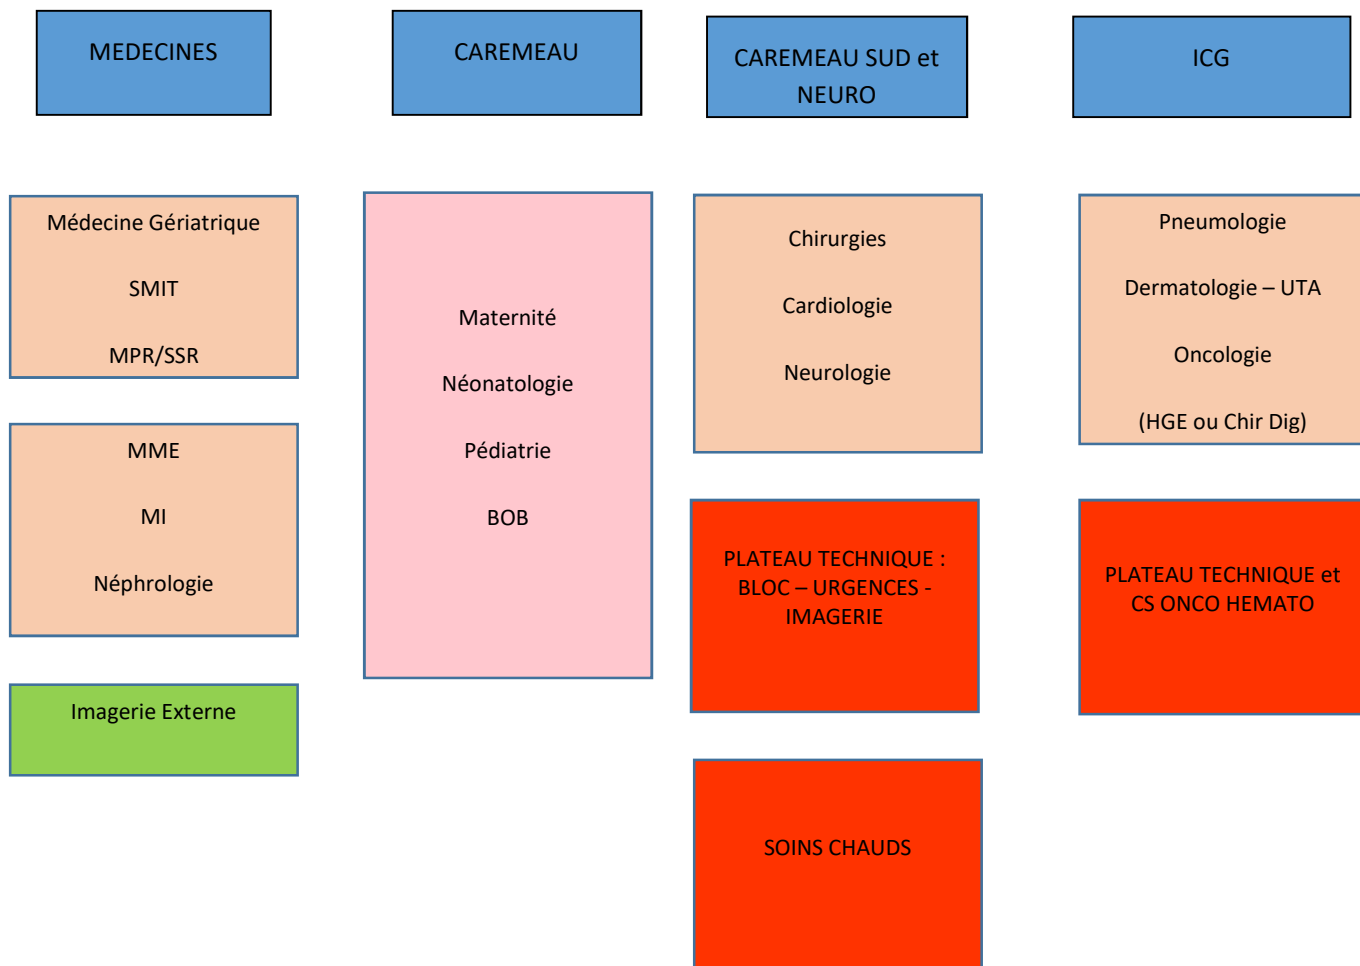 MEDECINES
CAREMEAU
CAREMEAU SUD et
NEURO
ICG
Médecine Gériatrique
SMIT
MPR/SSR
MME
MI
Néphrologie
Imagerie Externe
Maternité
Néonatologie
Pédiatrie
BOB
Chirurgies
Cardiologie
Neurologie
PLATEAU TECHNIQUE :
BLOC – URGENCES -
IMAGERIE
SOINS CHAUDS
Pneumologie
Dermatologie – UTA
Oncologie
(HGE ou Chir Dig)
PLATEAU TECHNIQUE et
CS ONCO HEMATO